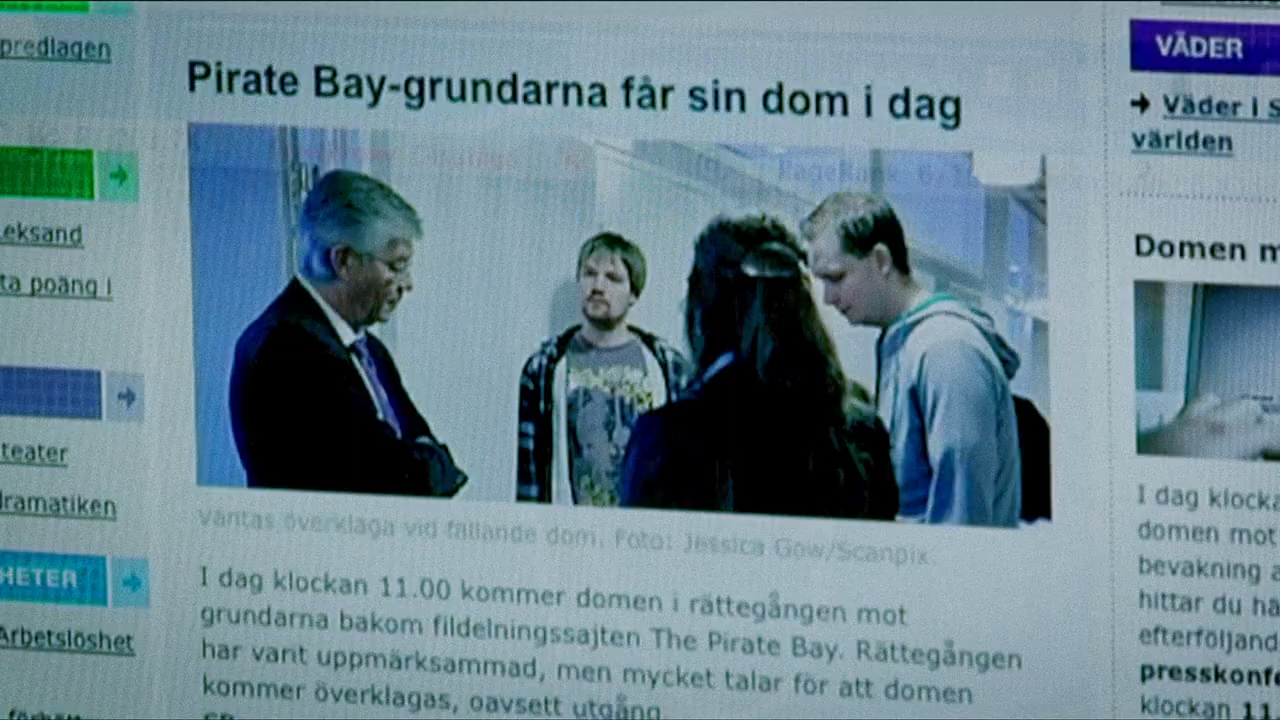 predlagen
eksand
ta poäng i
teater
dramatiken
HETER
Arbetslöshet
Pirate Bay-grundarna får sin dom i dag
Väntas överklaga vid fällande dom. Foto: Jessica Gow/Scanpix
I dag klockan 11.00 kommer domen i rättegången mot
grundarna bakom fildelningssajten The Pirate Bay. Rättegången
har varit uppmärksammad, men mycket talar för att domen
kommer överklagas, oavsett utgång.
VÄDER
Väder i S
världen
Domen m
I dag klocka
domen mot
bevakning a
hittar du hä
efterföljand
presskonfe
klockan 11.